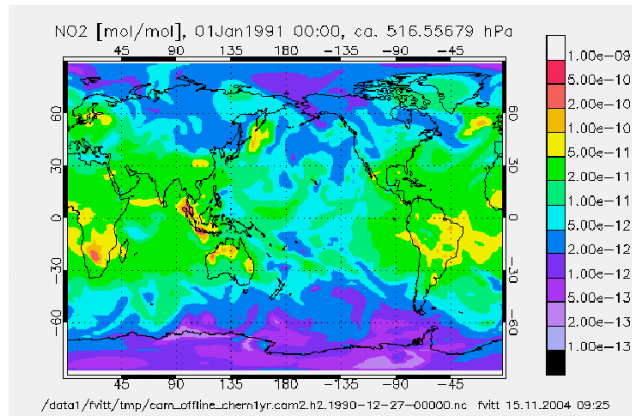 NO2 [mol/mol], 01Jan1991 00:00, ca. 516.55679 hPa
45 90 135 180 -135 -90 -45
60 60
30 30
0 0
-30 -30
-60 -60
45 90 135 180 -135 -90 -45
1.00e-09
5.00e-10
2.00e-10
1.00e-10
5.00e-11
2.00e-11
1.00e-11
5.00e-12
2.00e-12
1.00e-12
5.00e-13
2.00e-13
1.00e-13
/data1/fvitt/tmp/cam_offline_chem1yr.cam2.h2.1990-12-27-00000.nc fvitt 15.11.2004 09:25